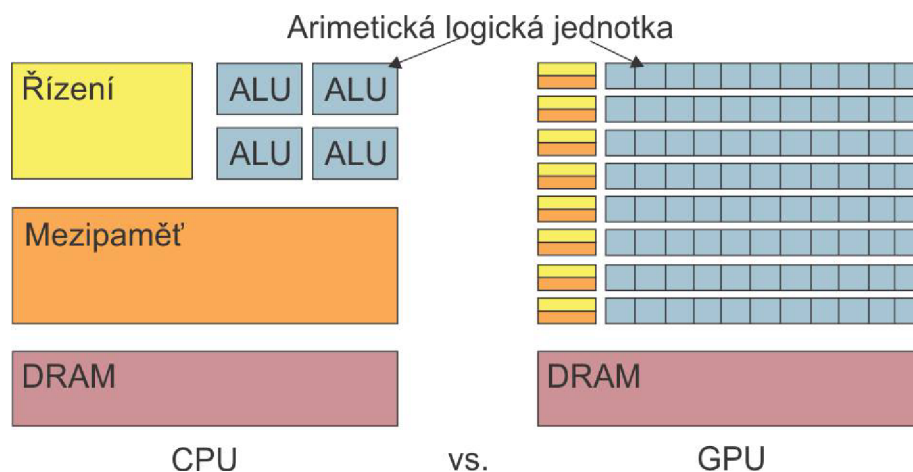 Arimetická logická jednotka
Řízení
ALU ALU
ALU ALU
Mezipaměť
DRAM
DRAM
CPU vs. GPU